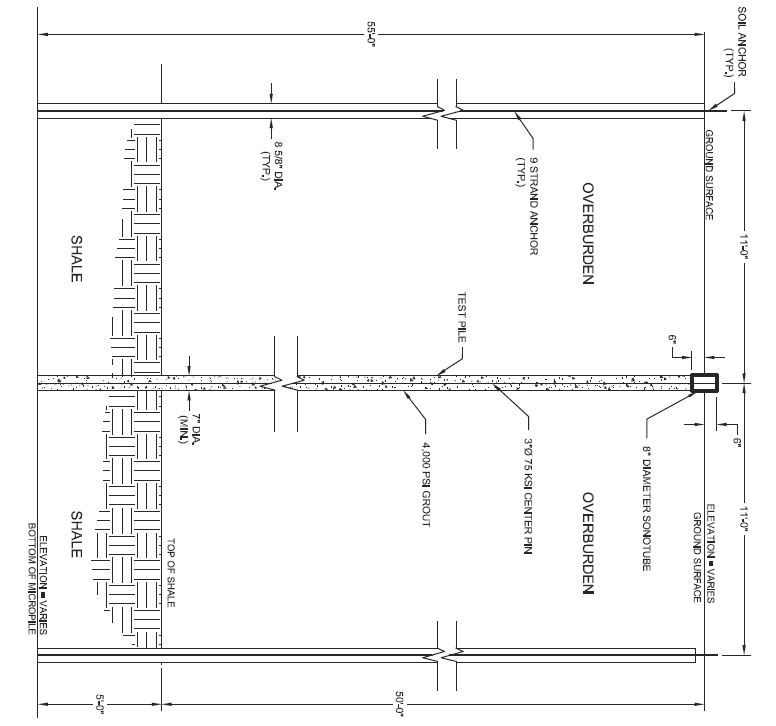 SOIL ANCHOR
(TYP.)
11'-0"
11'-0"
6"
6"
GROUND SURFACE
ELEVATION = VARIES
GROUND SURFACE
8" DIAMETER SONOTUBE
OVERBURDEN
OVERBURDEN
9 STRAND ANCHOR
(TYP.)
3"Ø 75 KSI CENTER PIN
TEST PILE
4,000 PSI GROUT
55'-0"
50'-0"
8 5/8" DIA.
(TYP.)
7" DIA.
(MIN.)
TOP OF SHALE
SHALE
SHALE
5'-0"
ELEVATION = VARIES
BOTTOM OF MICROPILE